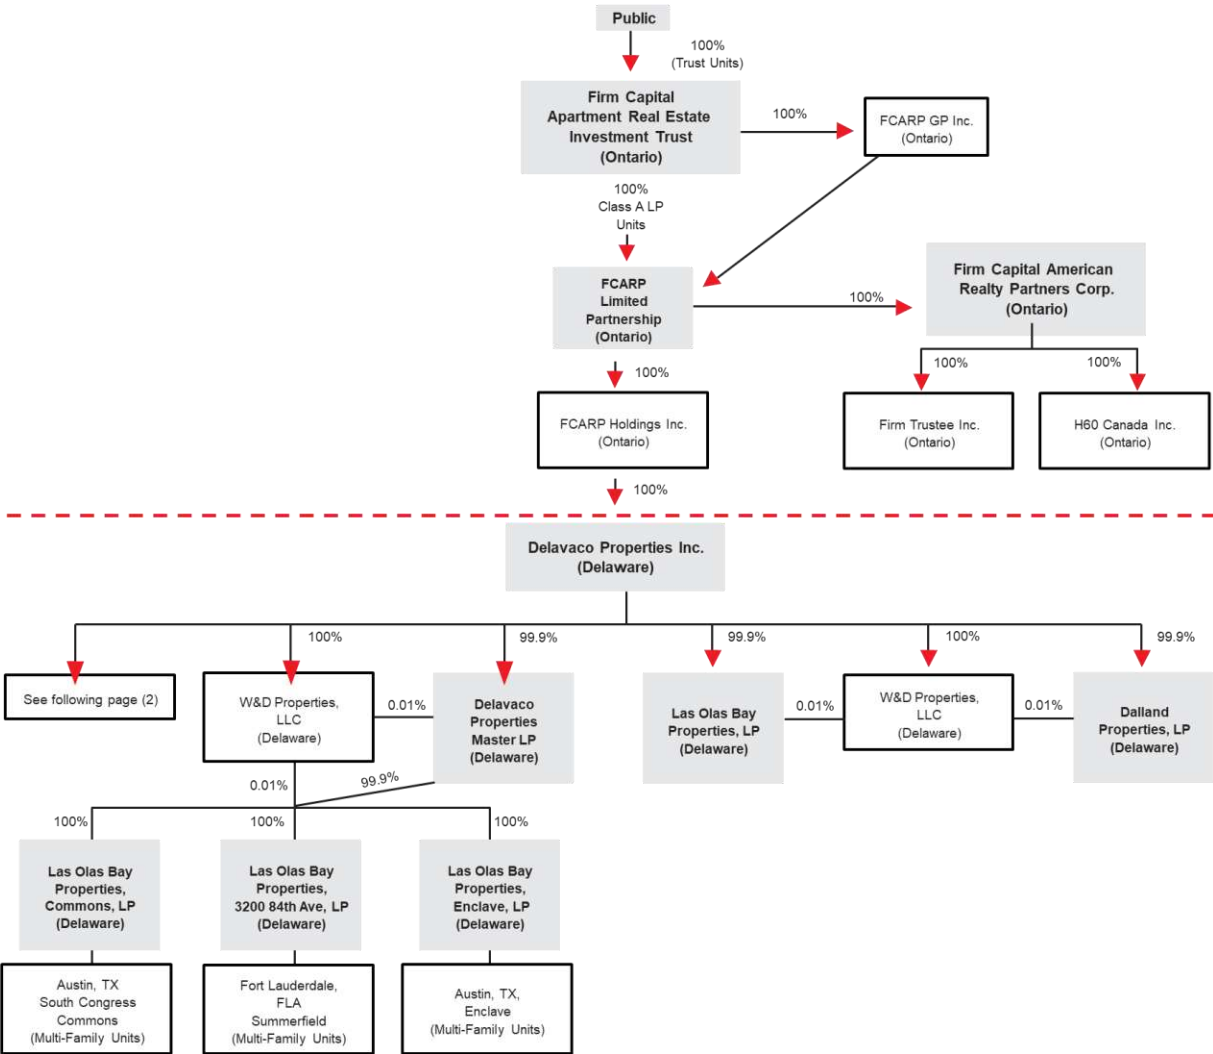 Public
100%
(Trust Units)
Firm Capital
Apartment Real Estate
Investment Trust
(Ontario)
100%
FCARP GP Inc.
(Ontario)
100%
Class A LP
Units
FCARP
Limited
Partnership
(Ontario)
100%
Firm Capital American
Realty Partners Corp.
(Ontario)
100%
100%
100%
FCARP Holdings Inc.
(Ontario)
Firm Trustee Inc.
(Ontario)
H60 Canada Inc.
(Ontario)
100%
Delavaco Properties Inc.
(Delaware)
100%
99.9%
99.9%
100%
99.9%
See following page (2)
W&D Properties,
LLC
(Delaware)
0.01%
Delavaco
Properties
Master LP
(Delaware)
Las Olas Bay
Properties, LP
(Delaware)
0.01%
W&D Properties,
LLC
(Delaware)
0.01%
Dalland
Properties, LP
(Delaware)
0.01%
99.9%
100%
100%
100%
Las Olas Bay
Properties,
Commons, LP
(Delaware)
Las Olas Bay
Properties,
3200 84th Ave, LP
(Delaware)
Las Olas Bay
Properties,
Enclave, LP
(Delaware)
Austin, TX
South Congress
Commons
(Multi-Family Units)
Fort Lauderdale,
FLA
Summerfield
(Multi-Family Units)
Austin, TX,
Enclave
(Multi-Family Units)